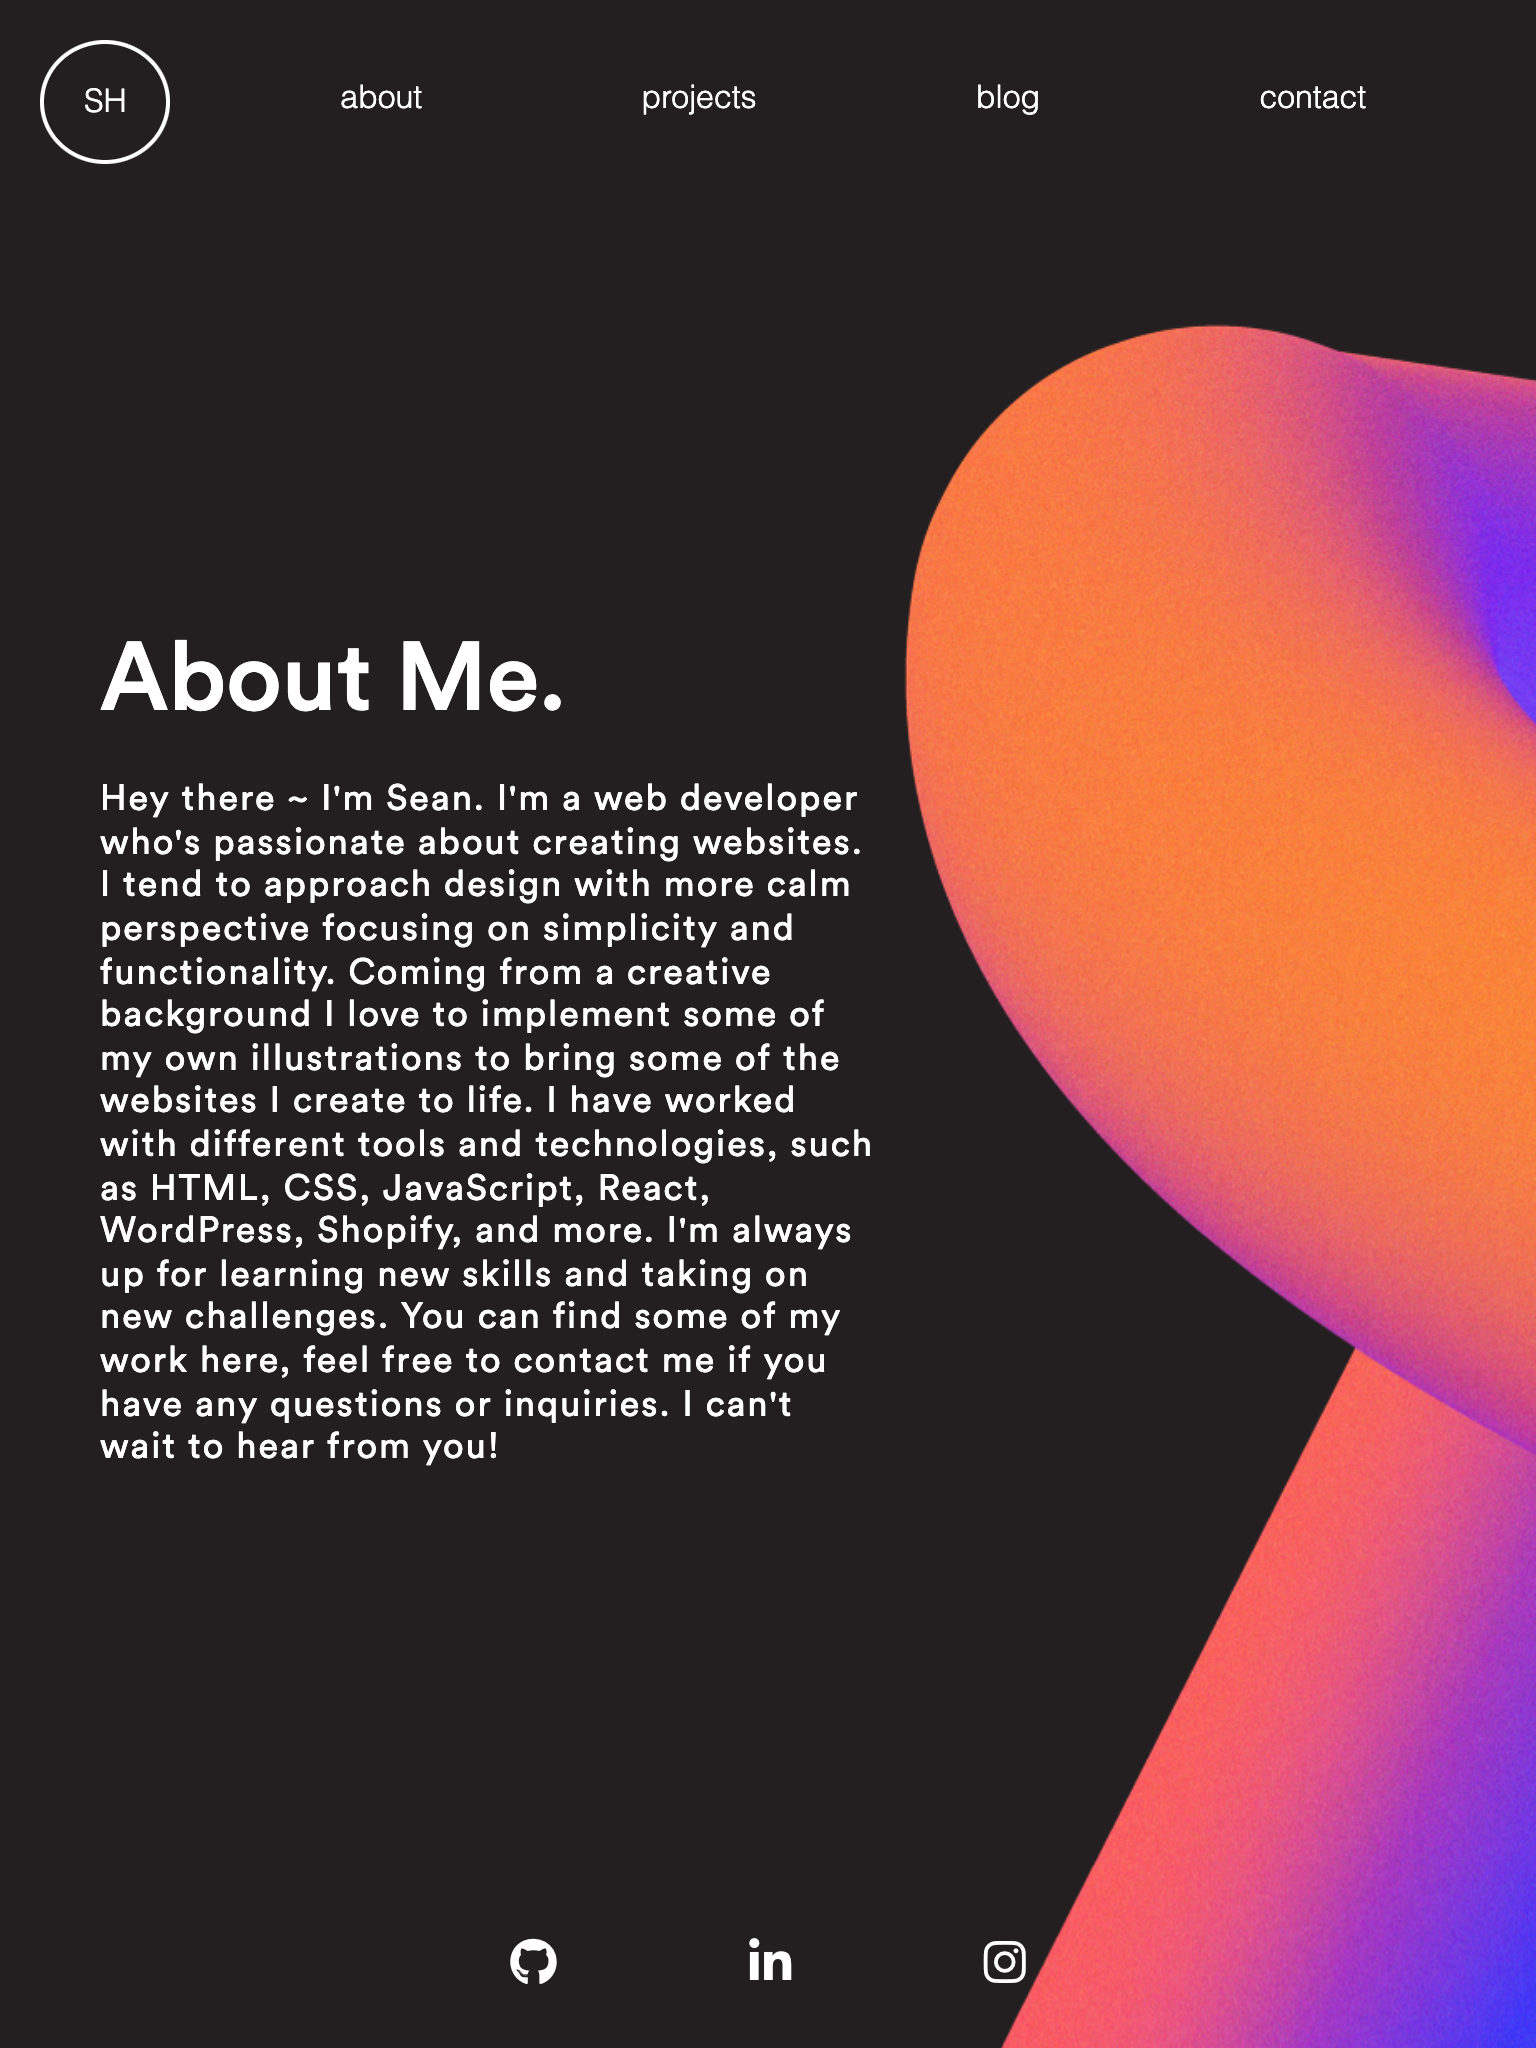 SH
about
projects
blog
contact
About Me.
Hey there ~ I'm Sean. I'm a web developer
who's passionate about creating websites.
I tend to approach design with more calm
perspective focusing on simplicity and
functionality. Coming from a creative
background I love to implement some of
my own illustrations to bring some of the
websites I create to life. I have worked
with different tools and technologies, such
as HTML, CSS, JavaScript, React,
WordPress, Shopify, and more. I'm always
up for learning new skills and taking on
new challenges. You can find some of my
work here, feel free to contact me if you
have any questions or inquiries. I can't
wait to hear from you!
in